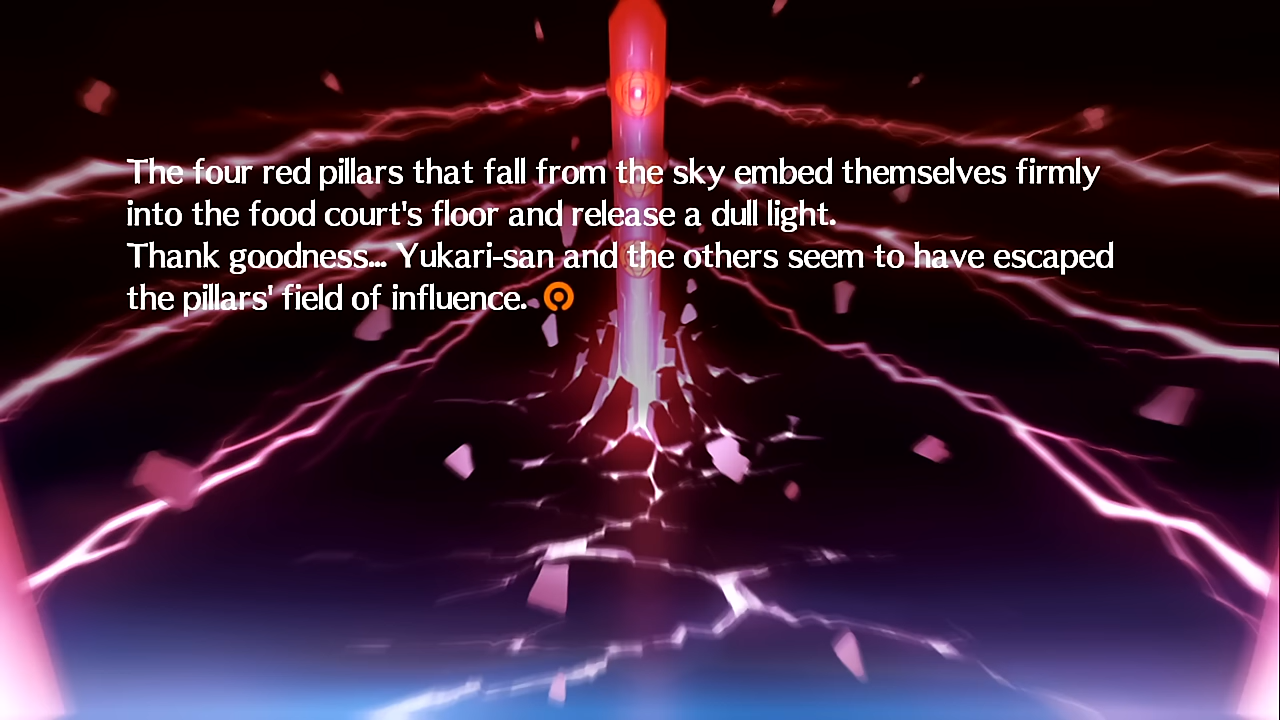 The four red pillars that fall from the sky embed themselves firmly
into the food court's floor and release a dull light.
Thank goodness... Yukari-san and the others seem to have escaped
the pillars' field of influence.